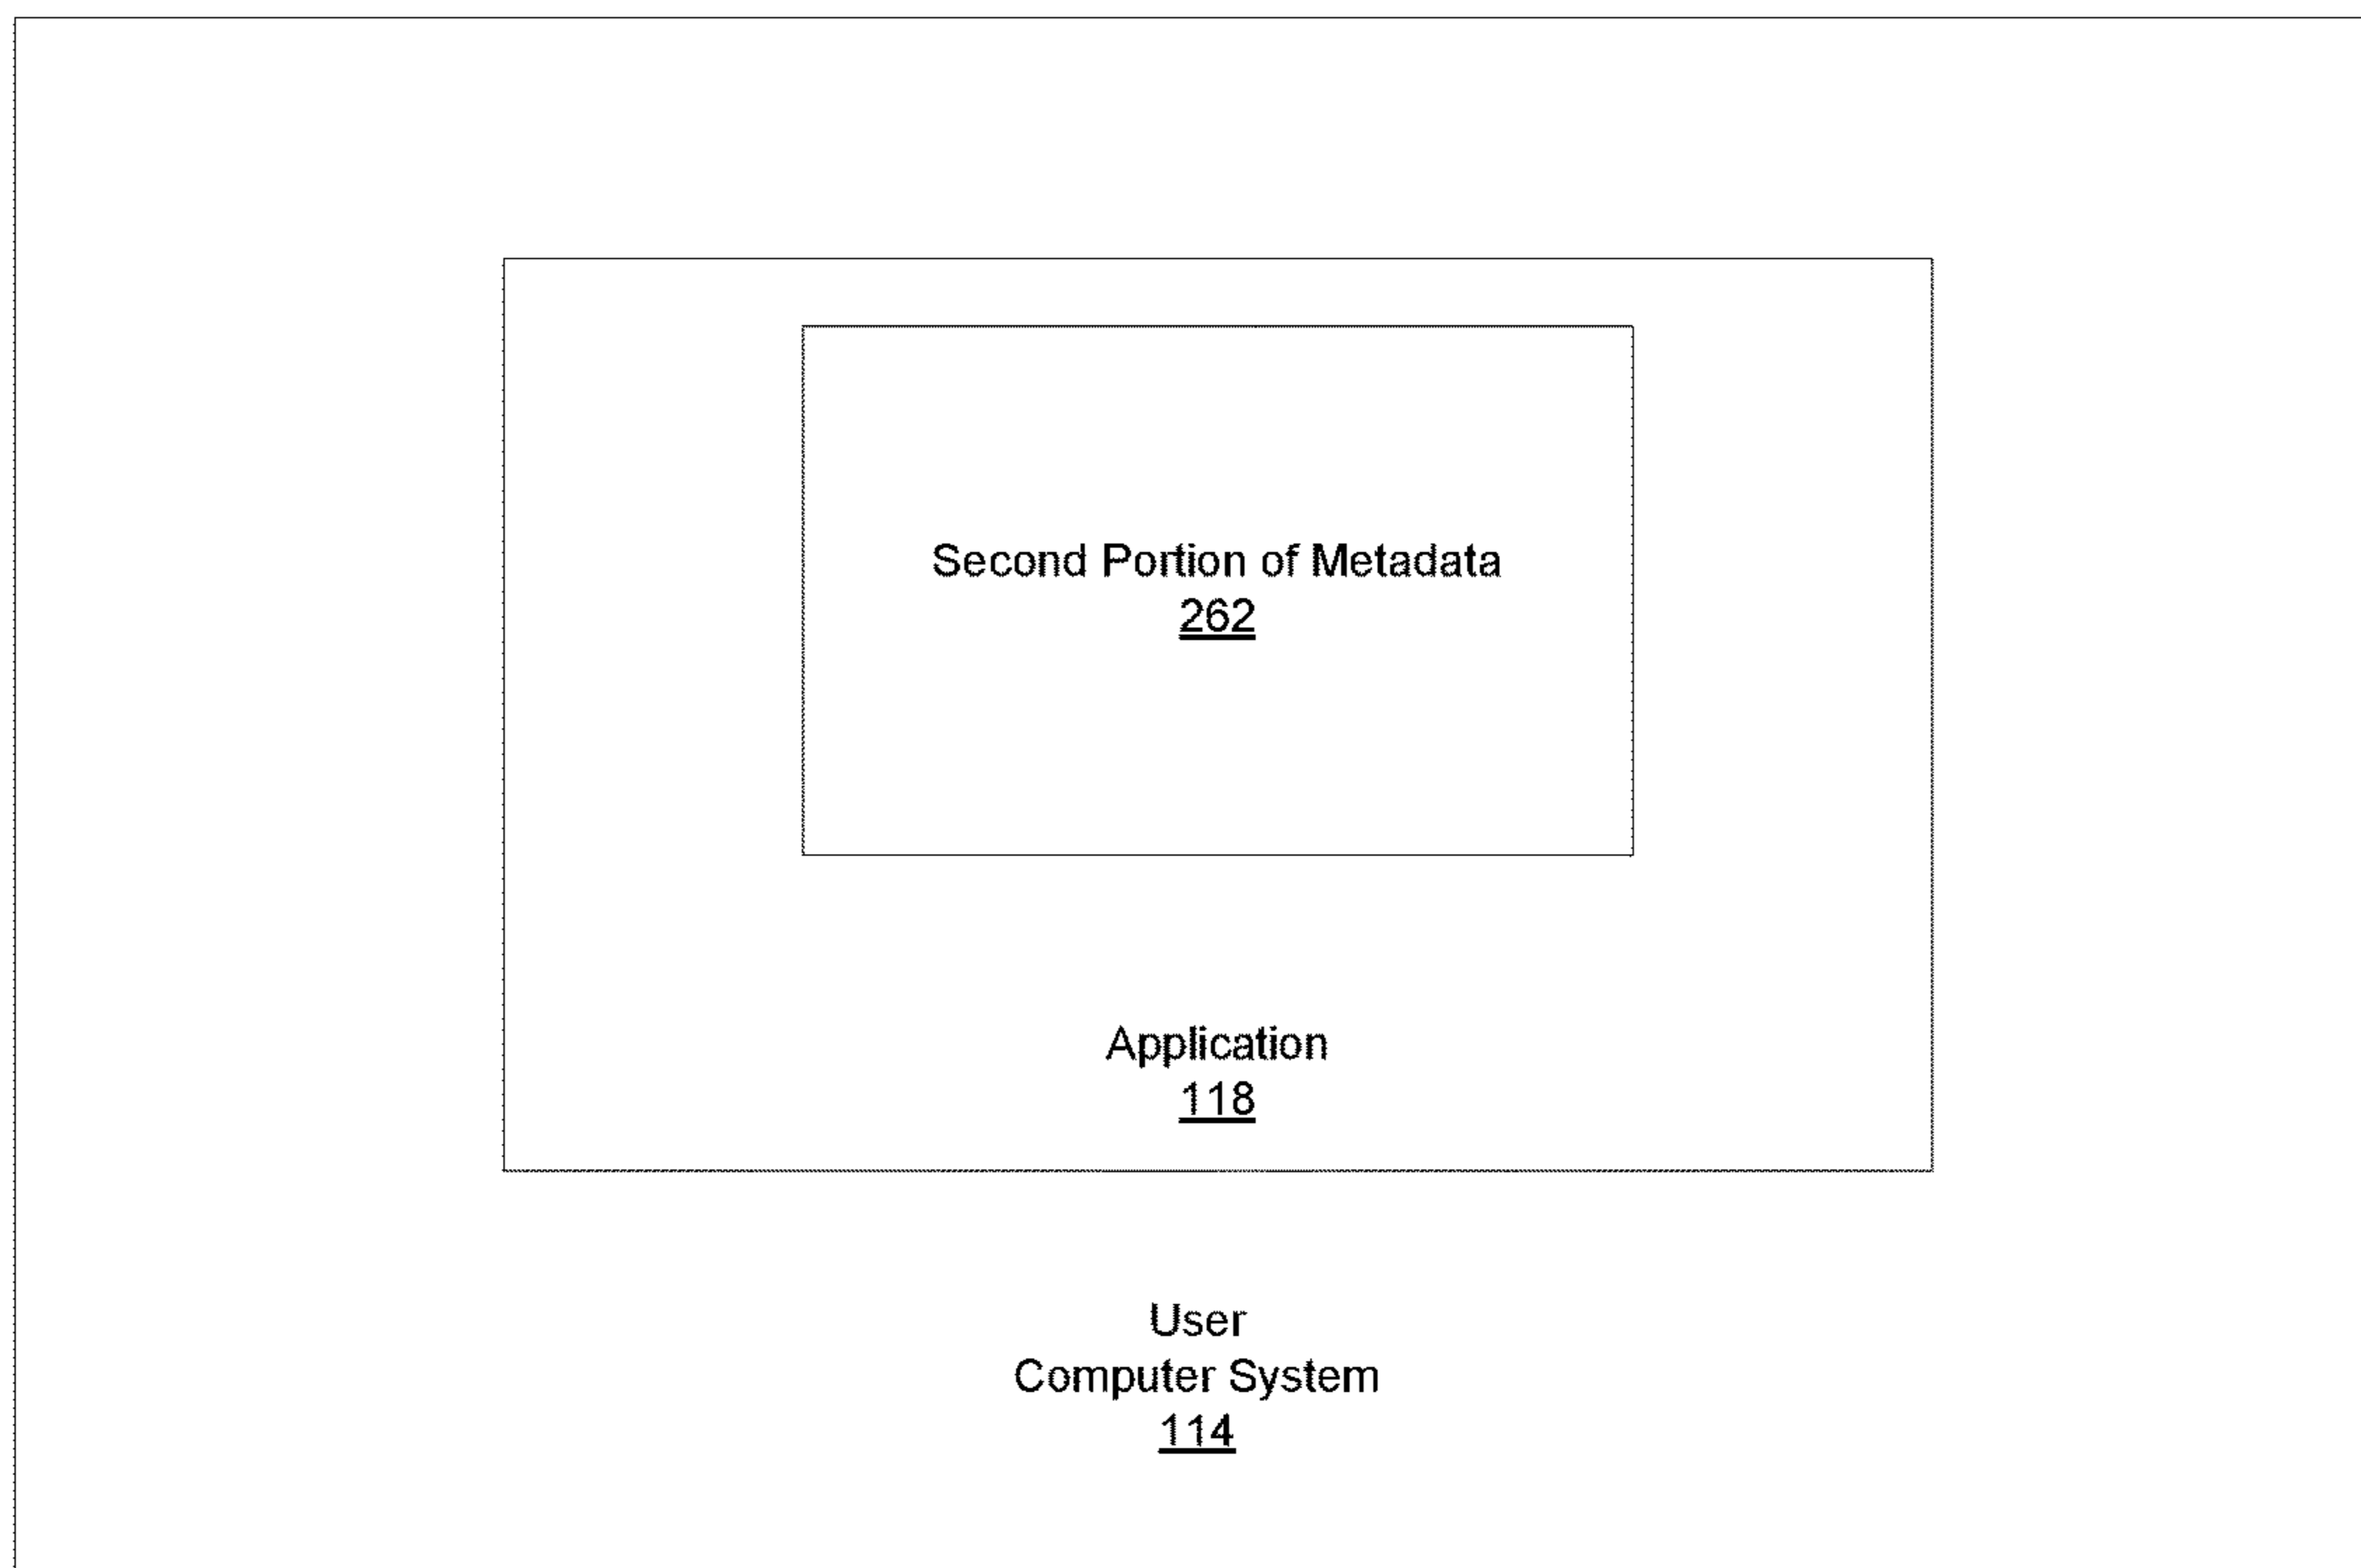 Second Portion of Metadata
262
Application
118
User
Computer System
114